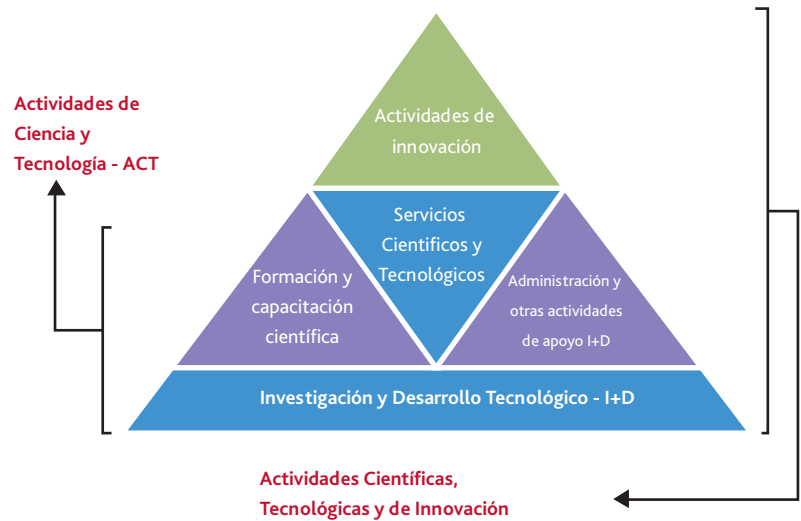 Actividades de
Ciencia y
Tecnología - ACT
Actividades de
innovación
Servicios
Cientificos y
Tecnológicos
Formación y
capacitación
científica
Administración y
otras actividades
de apoyo I+D
Investigación y Desarrollo Tecnológico - I+D
Actividades Científicas,
Tecnológicas y de Innovación